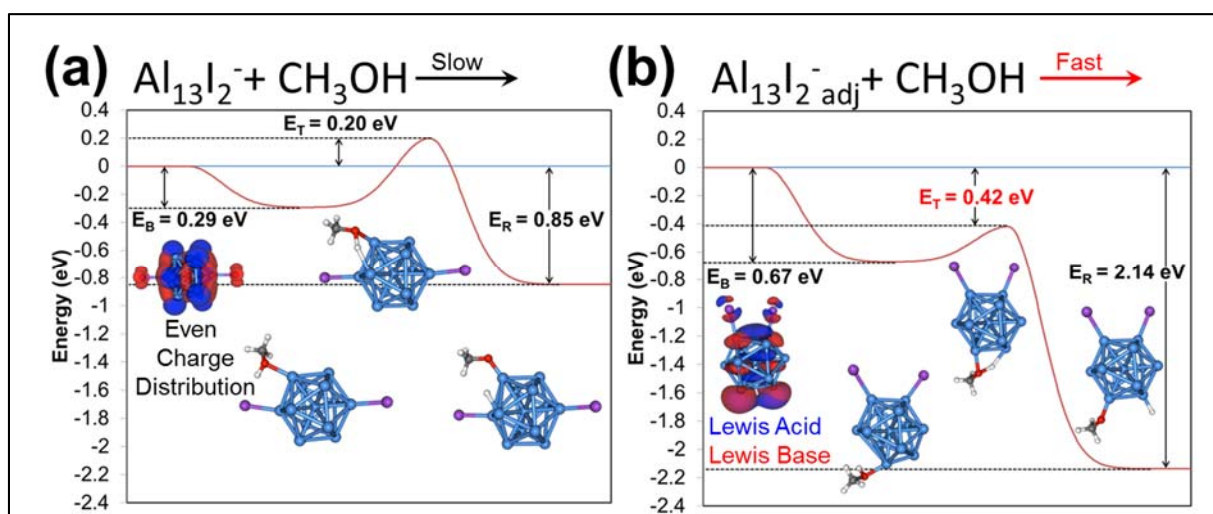 (a) Al13I2- + CH3OH Slow
0.4
0.2
0
-0.2
-0.4
-0.6
-0.8
-1
-1.2
-1.4
-1.6
-1.8
-2
-2.2
-2.4
Energy (eV)
ET = 0.20 eV
EB = 0.29 eV
ER = 0.85 eV
Even
Charge
Distribution
(b) Al13I2- adj + CH3OH Fast
0.4
0.2
0
-0.2
-0.4
-0.6
-0.8
-1
-1.2
-1.4
-1.6
-1.8
-2
-2.2
-2.4
Energy (eV)
ET = 0.42 eV
EB = 0.67 eV
ER = 2.14 eV
Lewis Acid
Lewis Base